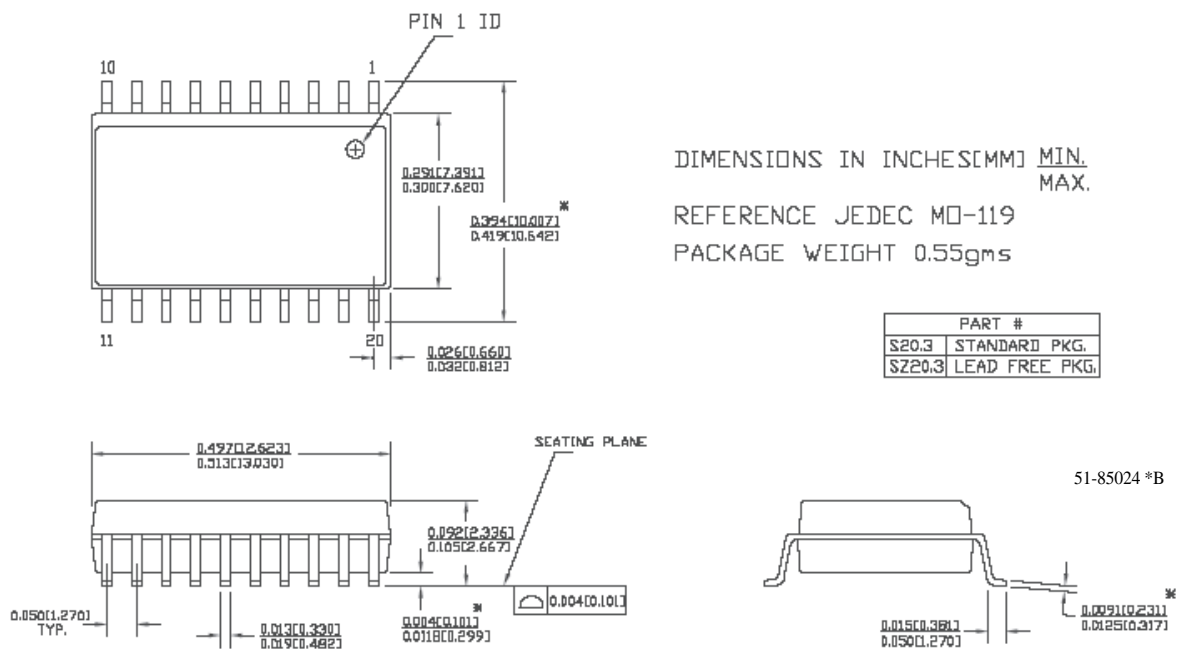 PIN 1 ID
10
1
0.291[7.391]
0.300[7.620]
*
0.394[10.007]
0.419[10.642]
DIMENSIONS IN INCHES[MM] MIN.
MAX.
REFERENCE JEDEC MO-119
PACKAGE WEIGHT 0.55gms
11
20
0.026[0.660]
0.032[0.812]
PART #
S20.3 STANDARD PKG.
SZ20.3 LEAD FREE PKG.
0.497[12.623]
0.513[13.030]
SEATING PLANE
51-85024 *B
0.092[2.336]
0.105[2.667]
0.004[0.101]
0.050[1.270]
TYP.
0.013[0.330]
0.019[0.482]
*
0.004[0.101]
0.0118[0.299]
0.015[0.381]
0.050[1.270]
*
0.0091[0.231]
0.0125[0.317]